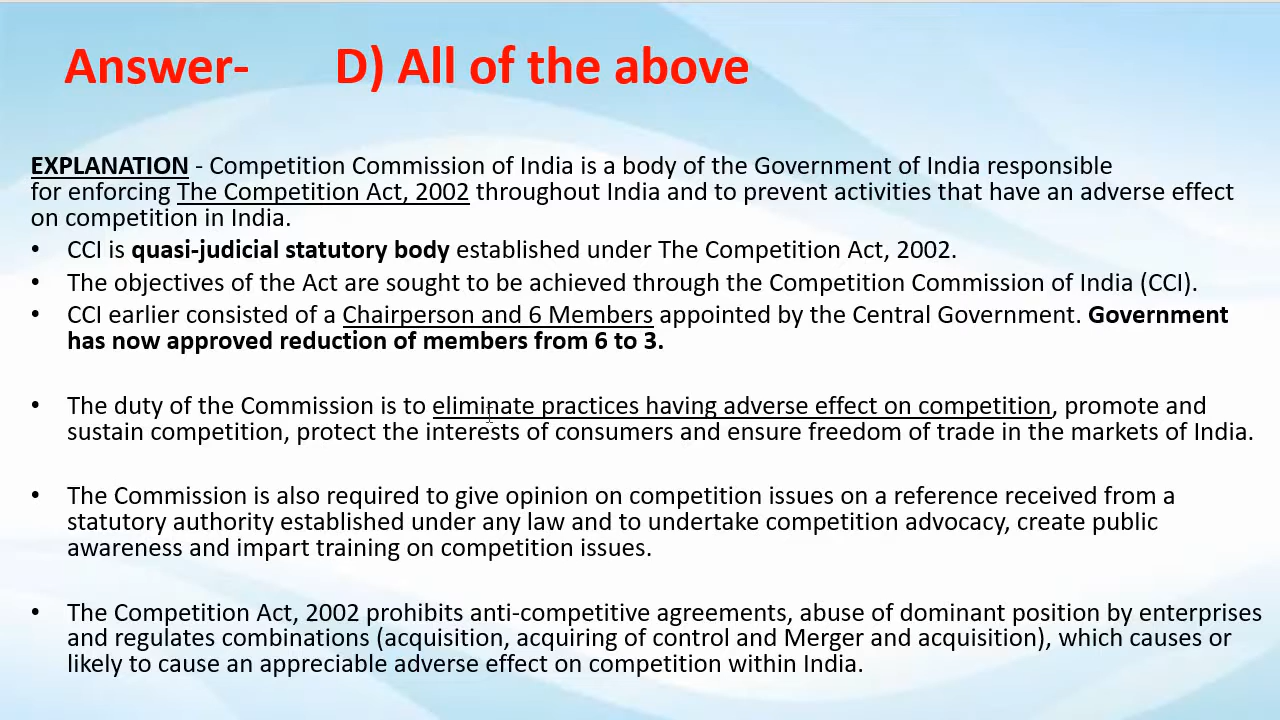 Answer- D) All of the above
EXPLANATION - Competition Commission of India is a body of the Government of India responsible
for enforcing The Competition Act, 2002 throughout India and to prevent activities that have an adverse effect
on competition in India.
• CCI is quasi-judicial statutory body established under The Competition Act, 2002.
• The objectives of the Act are sought to be achieved through the Competition Commission of India (CCI).
• CCI earlier consisted of a Chairperson and 6 Members appointed by the Central Government. Government
has now approved reduction of members from 6 to 3.
• The duty of the Commission is to eliminate practices having adverse effect on competition, promote and
sustain competition, protect the interests of consumers and ensure freedom of trade in the markets of India.
• The Commission is also required to give opinion on competition issues on a reference received from a
statutory authority established under any law and to undertake competition advocacy, create public
awareness and impart training on competition issues.
• The Competition Act, 2002 prohibits anti-competitive agreements, abuse of dominant position by enterprises
and regulates combinations (acquisition, acquiring of control and Merger and acquisition), which causes or
likely to cause an appreciable adverse effect on competition within India.